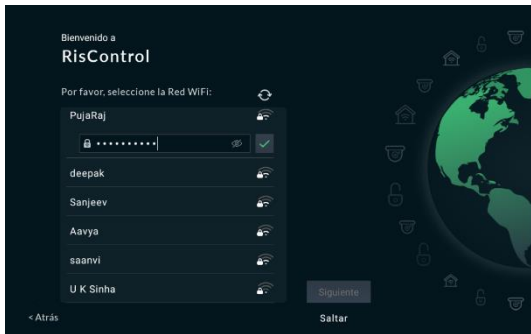 Bienvenido a
RisControl
Por favor, seleccione la Red WiFi:
PujaRaj
••••••••••
deepak
Sanjeev
Aavya
saanvi
U K Sinha
Siguiente
< Atrás
Saltar